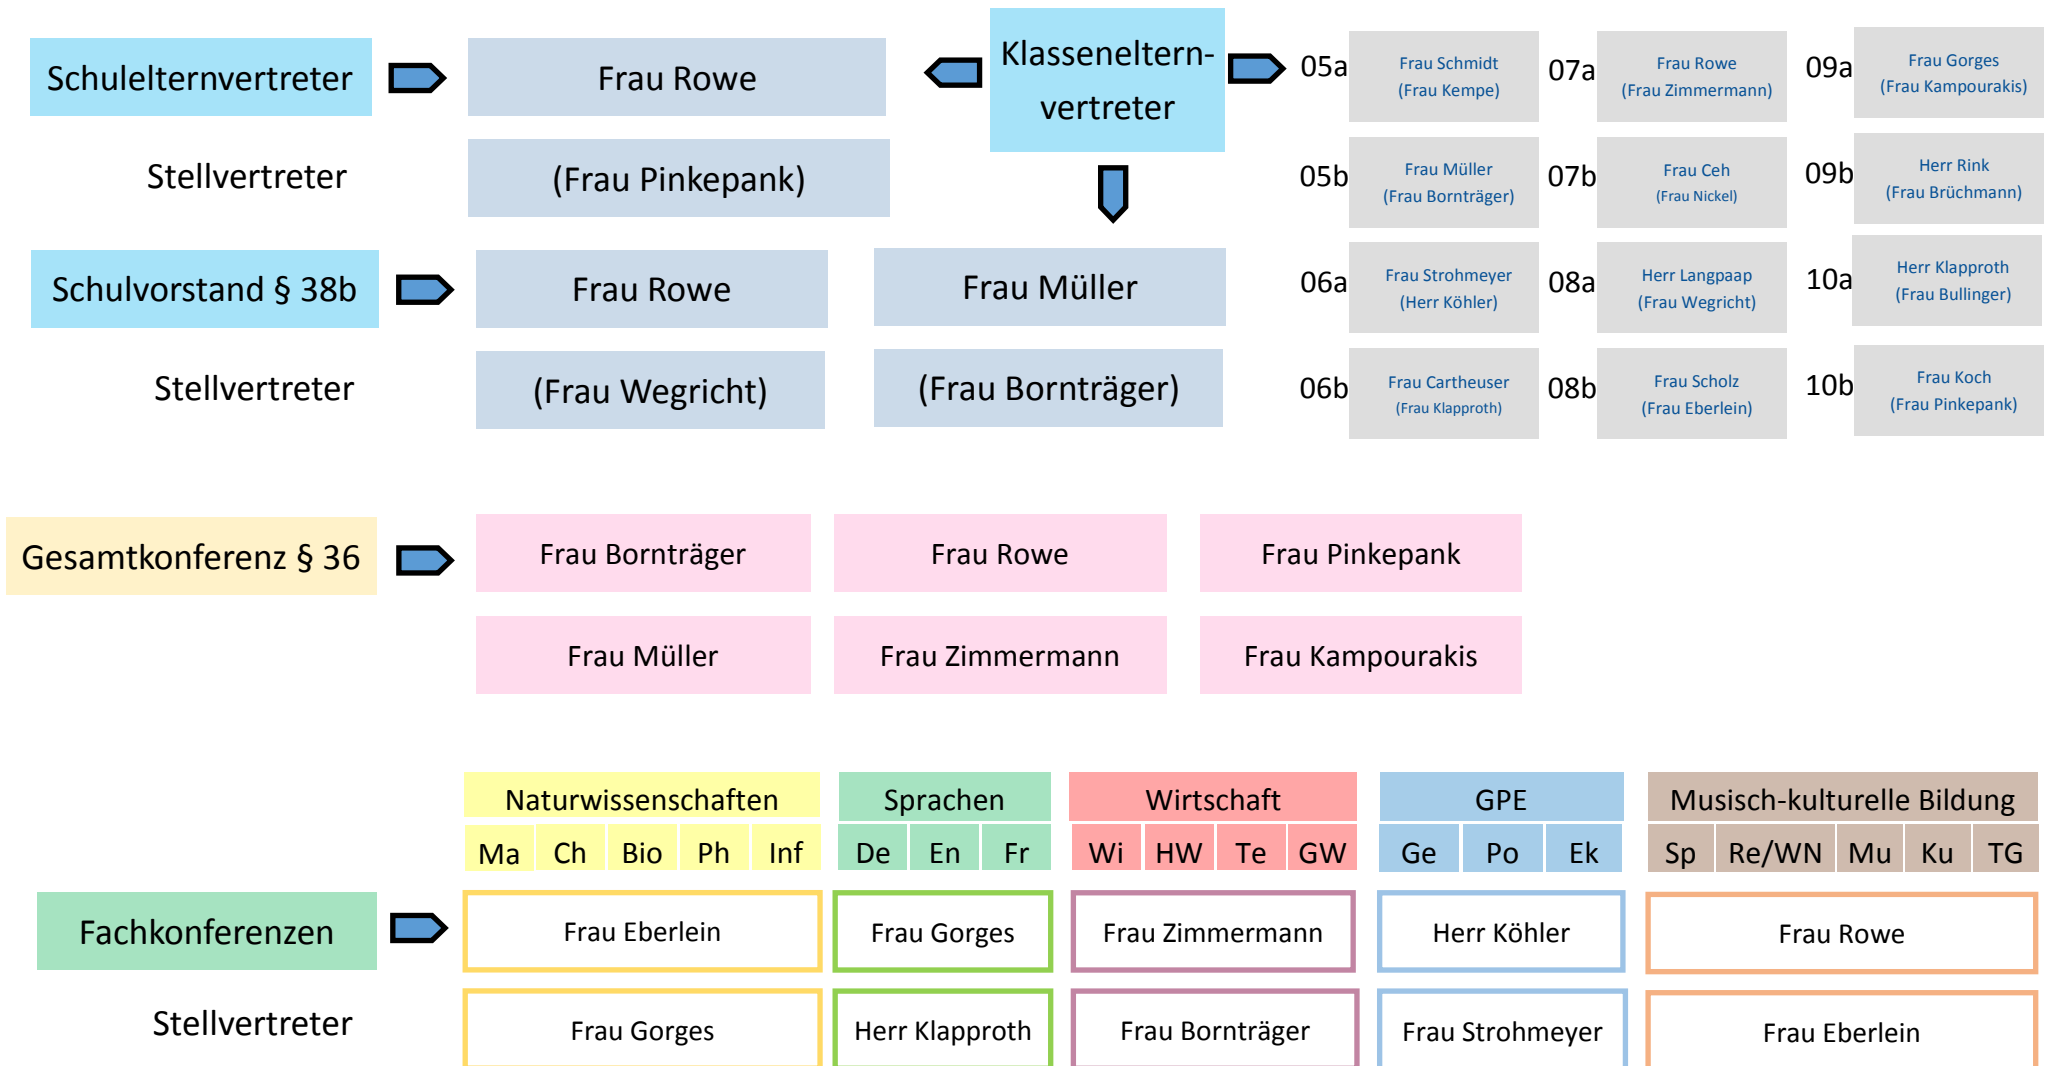 Schulelternvertreter
Frau Rowe
Klasseneltern-
vertreter
Stellvertreter
(Frau Pinkepank)
05a
Frau Schmidt
(Frau Kempe)
07a
Frau Rowe
(Frau Zimmermann)
09a
Frau Gorges
(Frau Kampourakis)
05b
Frau Müller
(Frau Bornträger)
07b
Frau Ceh
(Frau Nickel)
09b
Herr Rink
(Frau Brüchmann)
06a
Frau Strohmeyer
(Herr Köhler)
08a
Herr Langpaap
(Frau Wegricht)
10a
Herr Klapproth
(Frau Bullinger)
06b
Frau Cartheuser
(Frau Klapproth)
08b
Frau Scholz
(Frau Eberlein)
10b
Frau Koch
(Frau Pinkepank)
Schulvorstand § 38b
Frau Rowe
Frau Müller
Stellvertreter
(Frau Wegricht)
(Frau Bornträger)
Gesamtkonferenz § 36
Frau Bornträger
Frau Rowe
Frau Pinkepank
Frau Müller
Frau Zimmermann
Frau Kampourakis
Naturwissenschaften
Sprachen
Wirtschaft
GPE
Musisch-kulturelle Bildung
Ma Ch Bio Ph Inf
De En Fr
Wi HW Te GW
Ge Po Ek
Sp Re/WN Mu Ku TG
Fachkonferenzen
Frau Eberlein
Frau Gorges
Frau Zimmermann
Herr Köhler
Frau Rowe
Stellvertreter
Frau Gorges
Herr Klapproth
Frau Bornträger
Frau Strohmeyer
Frau Eberlein